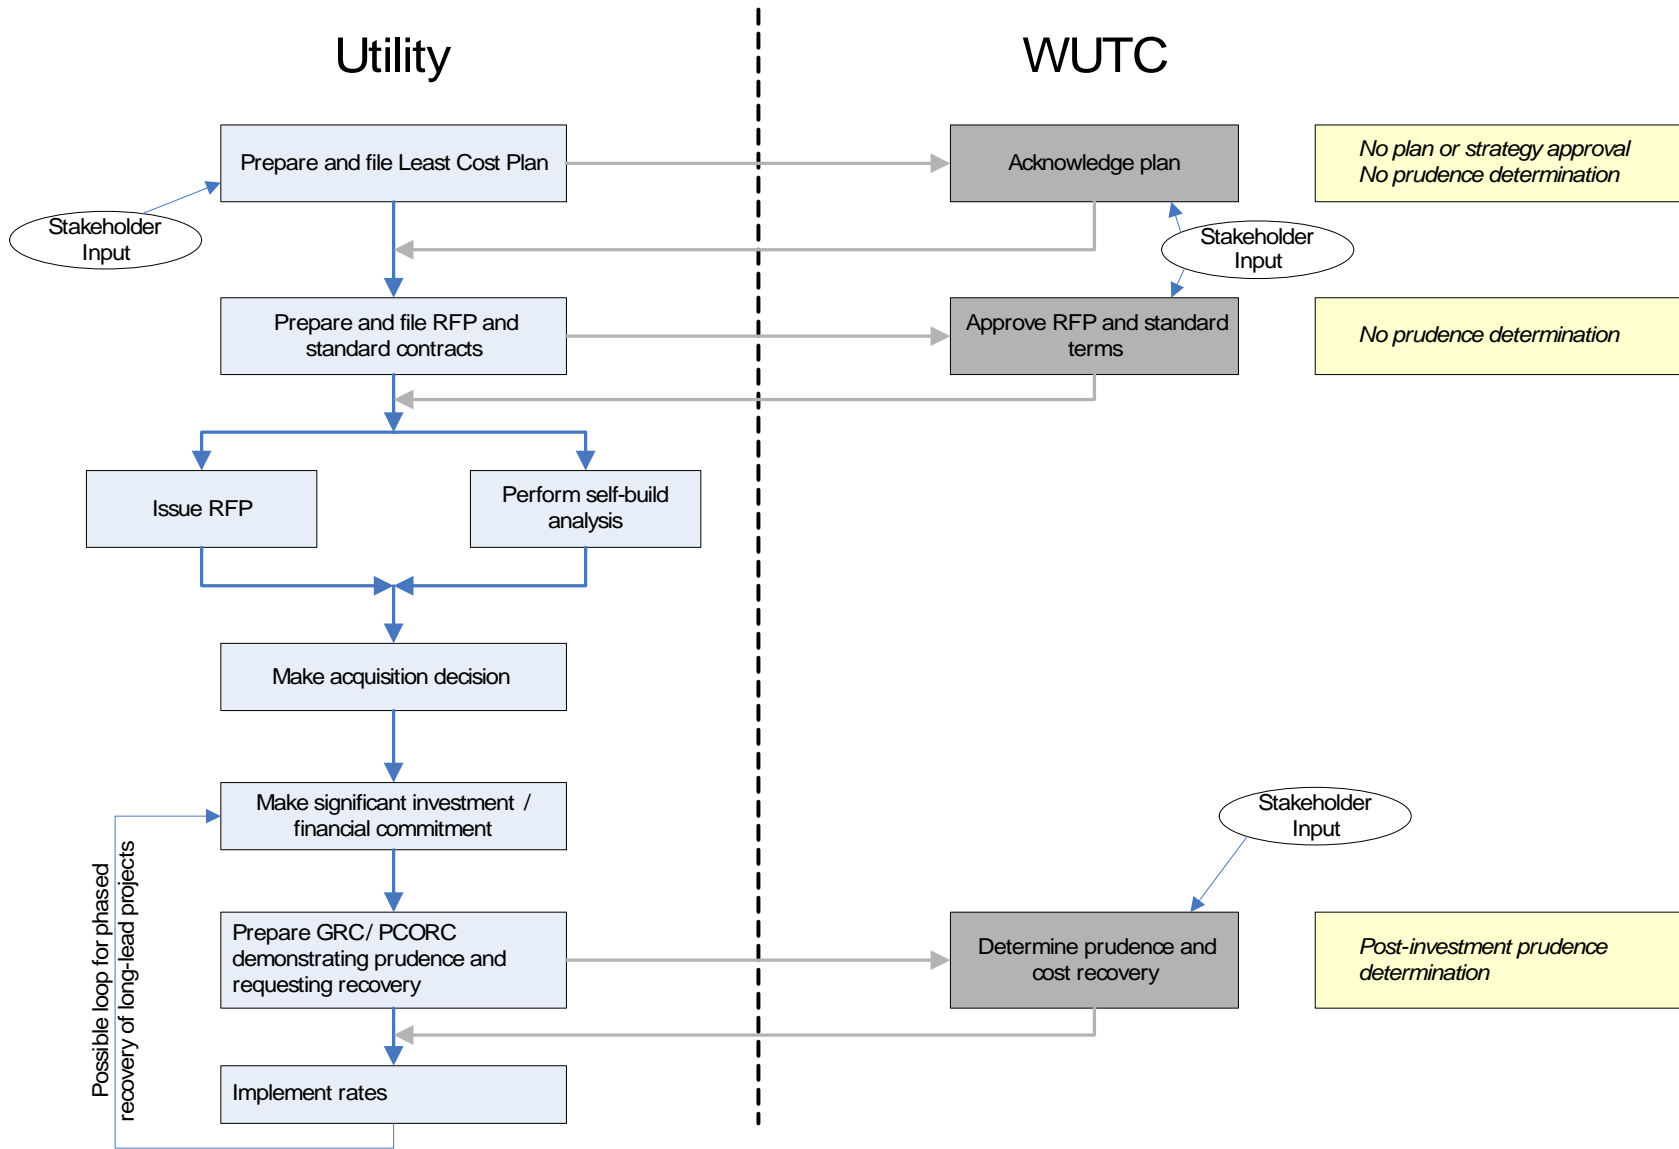 Utility
WUTC
Prepare and file Least Cost Plan
Acknowledge plan
No plan or strategy approval
No prudence determination
Stakeholder
Input
Stakeholder
Input
Prepare and file RFP and
standard contracts
Approve RFP and standard
terms
No prudence determination
Issue RFP
Perform self-build
analysis
Make acquisition decision
Make significant investment /
financial commitment
Stakeholder
Input
Possible loop for phased
recovery of long-lead projects
Prepare GRC/ PCORC
demonstrating prudence and
requesting recovery
Determine prudence and
cost recovery
Post-investment prudence
determination
Implement rates